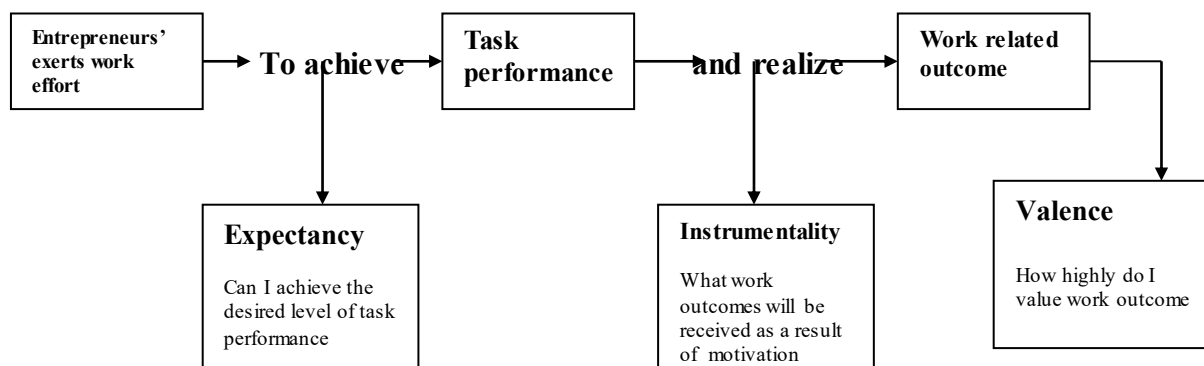 Entrepreneurs’
exerts work
effort
To achieve
Task
performance
and realize
Work related
outcome
Expectancy
Can I achieve the
desired level of task
performance
Instrumentality
What work
outcomes will be
received as a result
of motivation
Valence
How highly do I
value work outcome